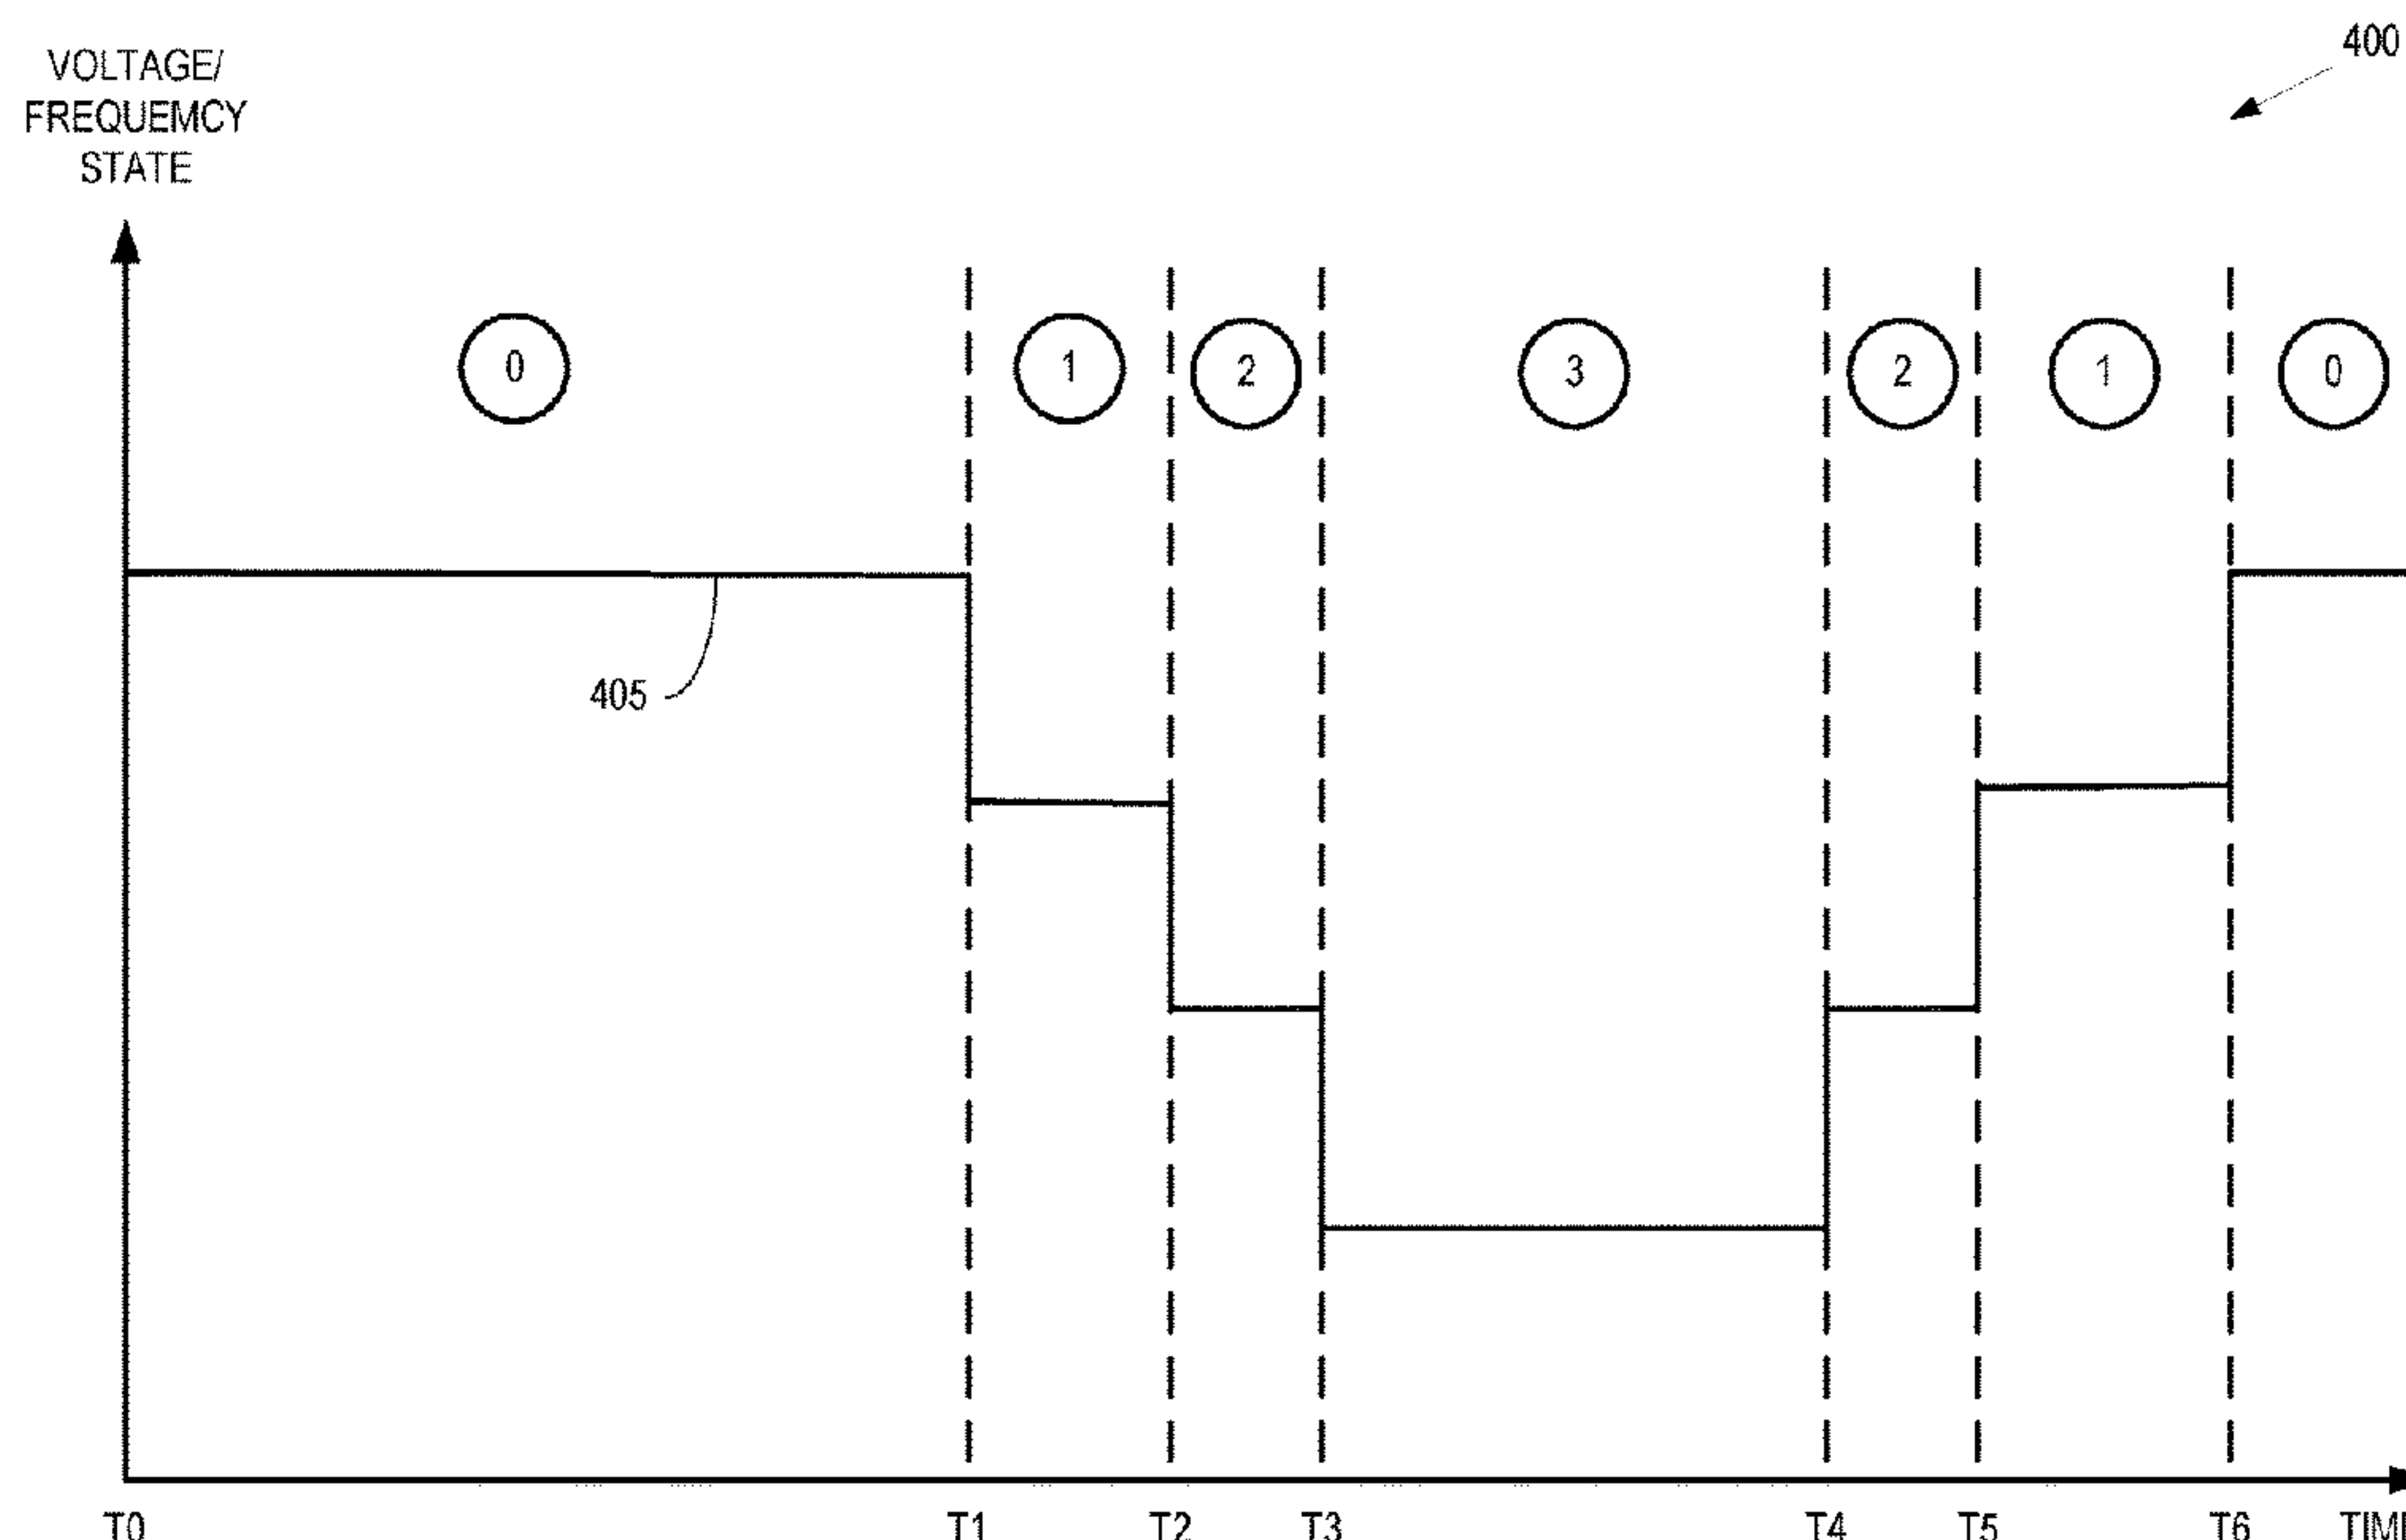 400
VOLTAGE/
FREQUEMCY
STATE
0 1 2 3 2 1 0
405
T0 T1 T2 T3 T4 T5 T6